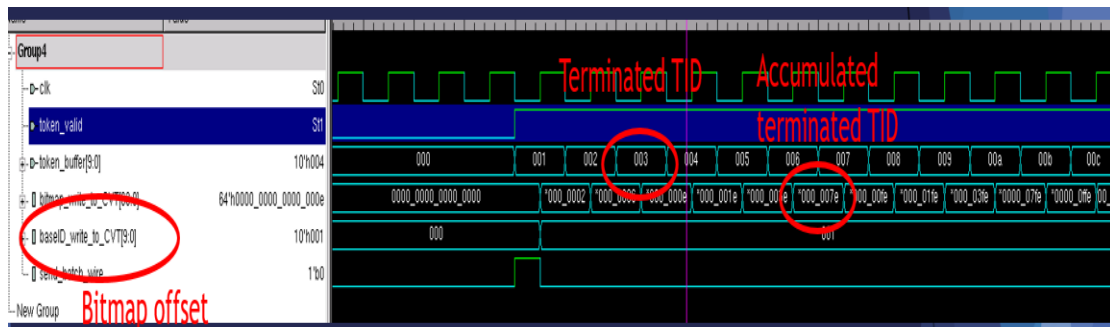 Group4
clk St0
token_valid St1
token_buffer[9:0] 10'h004 000 001 002 003 004 005 006 007 008 009 00a 00b 00c
64'h0000_0000_0000_000e 0000_0000_0000_0000 *000_0002 *000_000e *000_001e *000_007e *000_00fe *000_01fe *000_03fe *0000_07fe *0000_0ffe
baseID_write_to_CVT[9:0] 10'h001 000 001
send_batch_wire 1'b0
New Group
Terminated TID
Accumulated
terminated TID
Bitmap offset